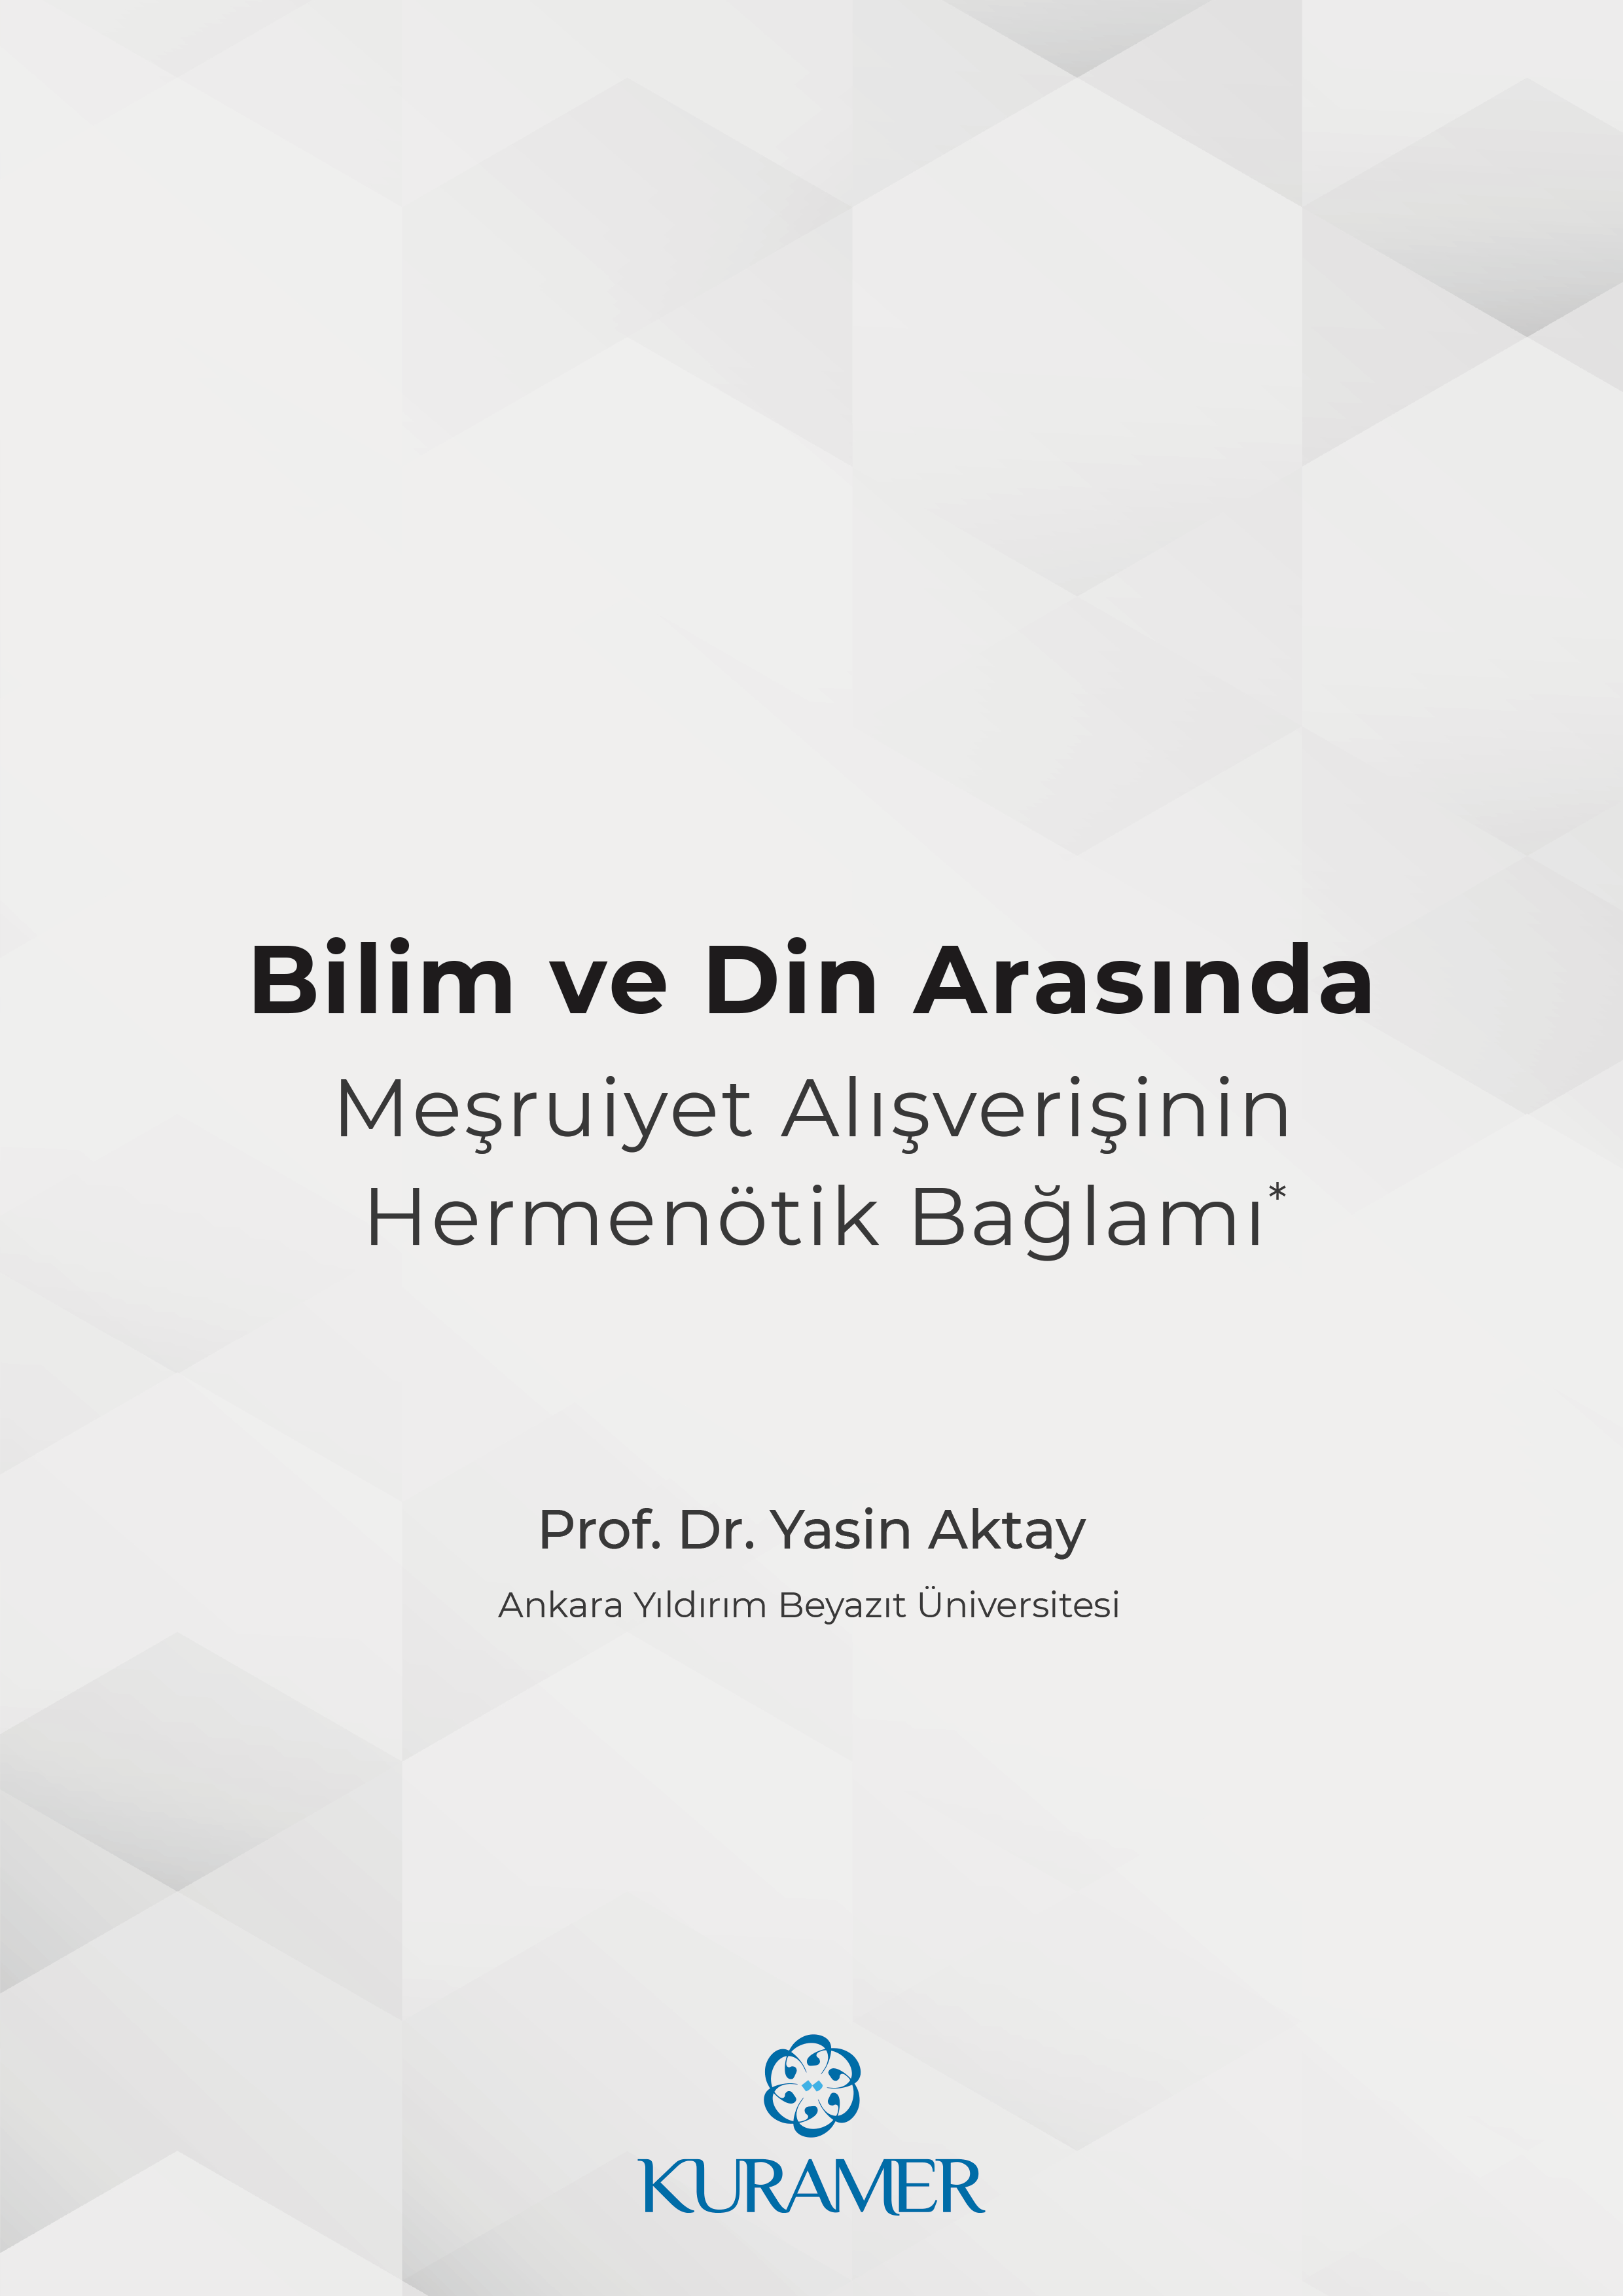 Bilim ve Din Arasında
Meşruiyet Alışverişinin
Hermenötik Bağlamı*
Prof. Dr. Yasin Aktay
Ankara Yıldırım Beyazıt Üniversitesi
KURAMER